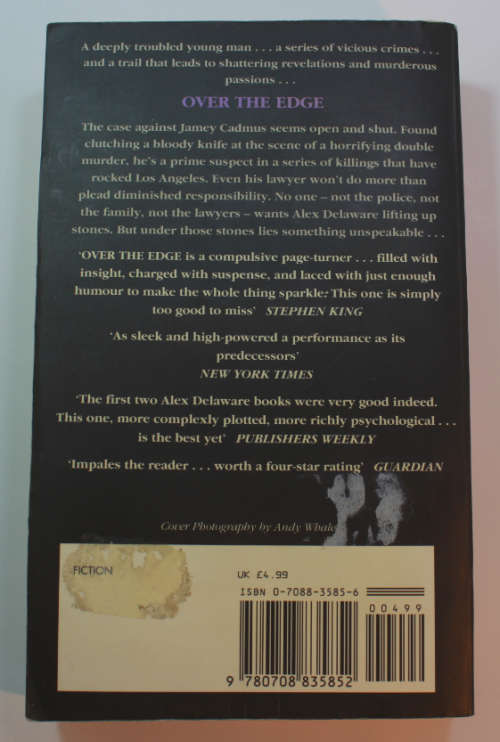 A deeply troubled young man . . . a series of vicious crimes . . .
and a trail that leads to shattering revelations and murderous
passions . . .
OVER THE EDGE
The case against Jamey Cadmus seems open and shut. Found
clutching a bloody knife at the scene of a horrifying double
murder, he's a prime suspect in a series of killings that have
rocked Los Angeles. Even his lawyer won't do more than
plead diminished responsibility. No one – not the police, not
the family, not the lawyers – wants Alex Delaware lifting up
stones. But under those stones lies something unspeakable . . .
‘OVER THE EDGE is a compulsive page-turner . . . filled with
insight, charged with suspense, and laced with just enough
humour to make the whole thing sparkle: This one is simply
too good to miss’ STEPHEN KING
‘As sleek and high-powered a performance as its
predecessors’
NEW YORK TIMES
‘The first two Alex Delaware books were very good indeed.
This one, more complexly plotted, more richly psychological . . .
is the best yet’ PUBLISHERS WEEKLY
‘Impales the reader . . . worth a four-star rating’ GUARDIAN
Cover Photography by Andy Whale
FICTION
UK £4.99
ISBN 0-7088-3585-6
00499
9 780708 835852